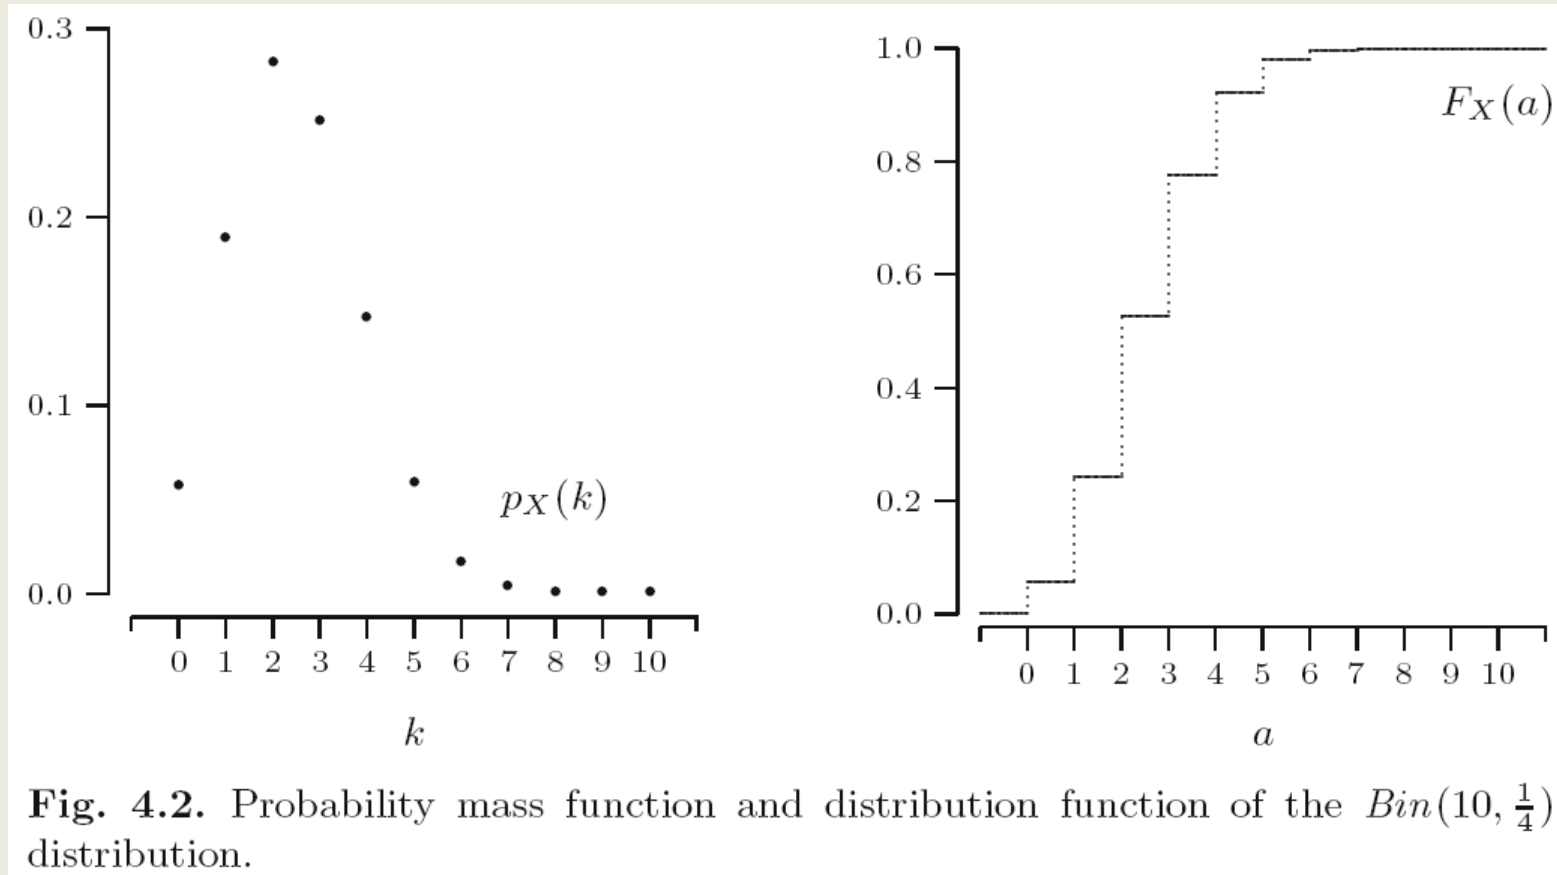 0.3
0.2
0.1
0.0
pX(k)
0 1 2 3 4 5 6 7 8 9 10
k
1.0
0.8
0.6
0.4
0.2
0.0
FX(a)
0 1 2 3 4 5 6 7 8 9 10
a
Fig. 4.2. Probability mass function and distribution function of the Bin(10, 1/4)
distribution.